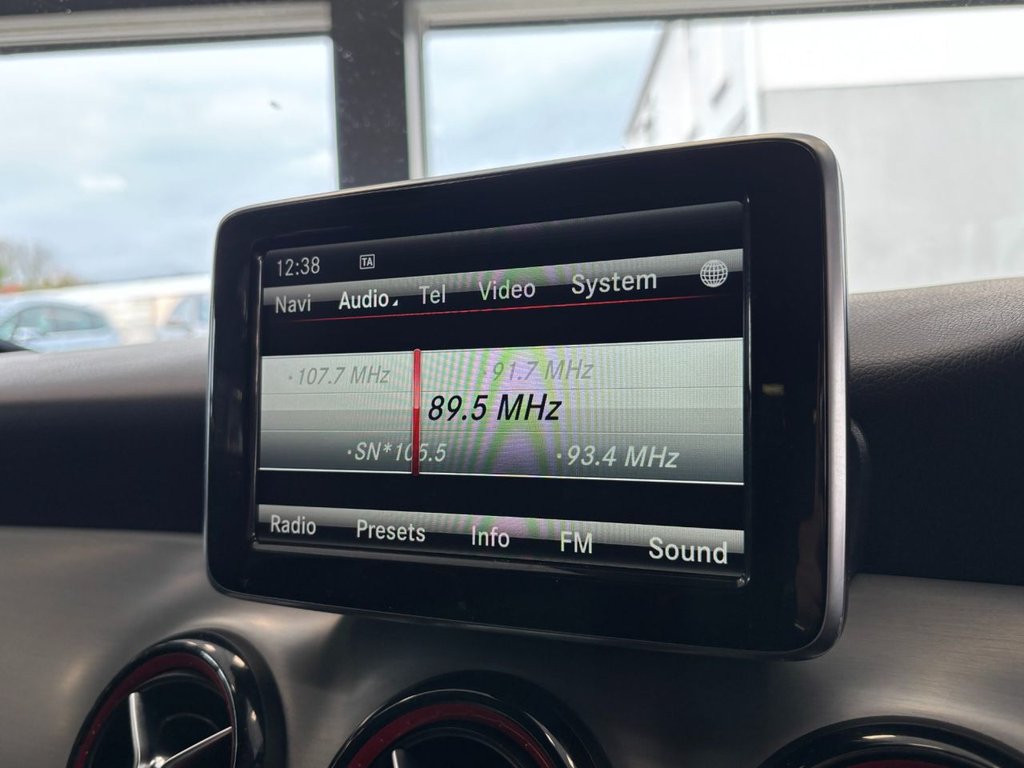 12:38 TA
Navi Audio Tel Video System
·107.7 MHz ·91.7 MHz
89.5 MHz
·SN*105.5 ·93.4 MHz
Radio Presets Info FM Sound